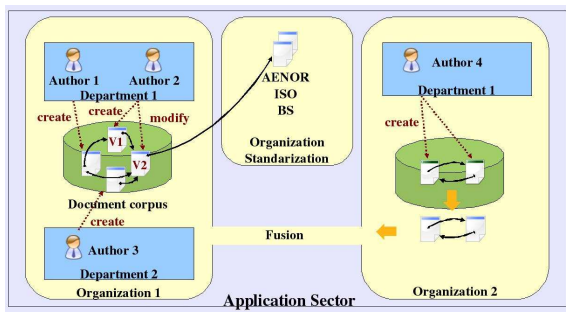 Author 1
Author 2
Department 1
create
create
modify
V1
V2
Document corpus
create
Author 3
Department 2
Organization 1
AENOR
ISO
BS
Organization
Standarization
Fusion
Author 4
Department 1
create
Organization 2
Application Sector